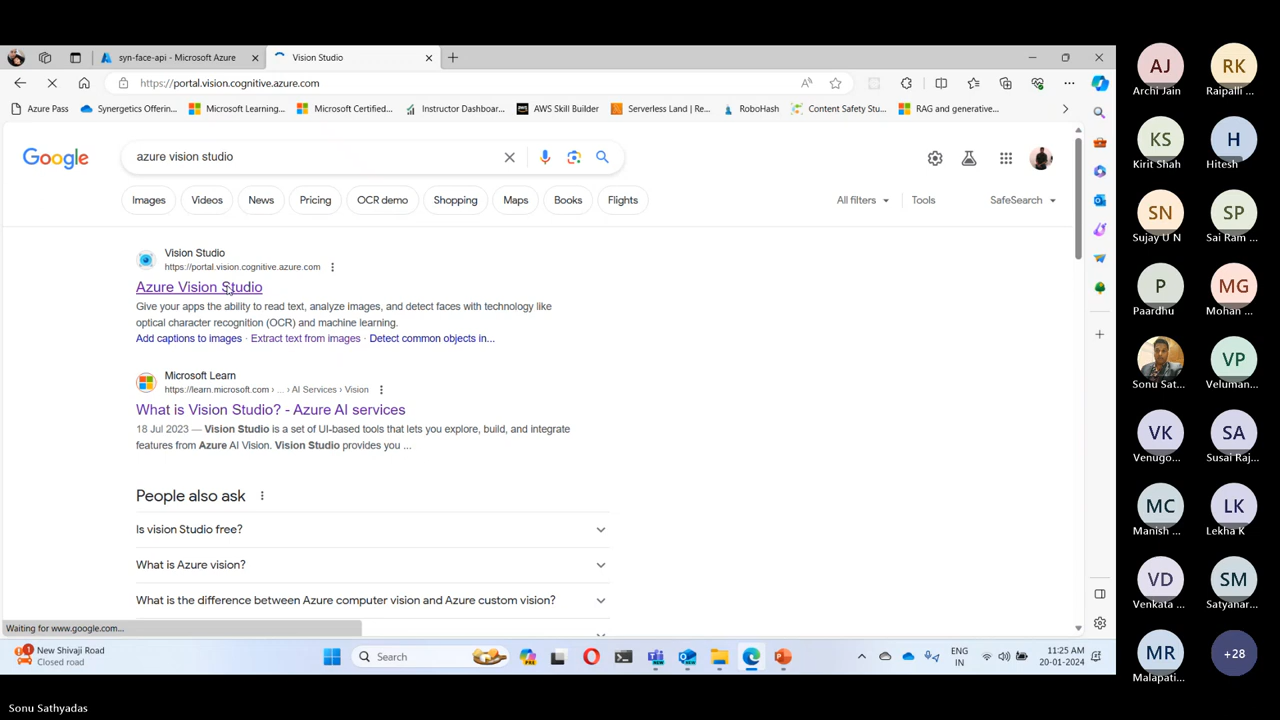 syn-face-api - Microsoft Azure
Vision Studio
https://portal.vision.cognitive.azure.com
Azure Pass
Synergetics Offerin...
Microsoft Learning...
Microsoft Certified...
Instructor Dashboar...
AWS Skill Builder
Serverless Land | Re...
RoboHash
Content Safety Stu...
RAG and generative...
Google
azure vision studio
Images
Videos
News
Pricing
OCR demo
Shopping
Maps
Books
Flights
All filters
Tools
SafeSearch
Vision Studio
https://portal.vision.cognitive.azure.com
Azure Vision Studio
Give your apps the ability to read text, analyze images, and detect faces with technology like
optical character recognition (OCR) and machine learning.
Add captions to images · Extract text from images · Detect common objects in...
Microsoft Learn
https://learn.microsoft.com › ... › AI Services › Vision
What is Vision Studio? - Azure AI services
18 Jul 2023 — Vision Studio is a set of UI-based tools that lets you explore, build, and integrate
features from Azure AI Vision. Vision Studio provides you ...
People also ask
Is vision Studio free?
What is Azure vision?
What is the difference between Azure computer vision and Azure custom vision?
Waiting for www.google.com...
New Shivaji Road
Closed road
Search
ENG
IN
11:25 AM
20-01-2024
AJ
Archi Jain
RK
Raipalli ...
KS
Kirit Shah
H
Hitesh
SN
Sujay U N
SP
Sai Ram ...
P
Paardhu
MG
Mohan ...
Sonu Sat...
VP
Veluman...
VK
Venugo...
SA
Susai Raj...
MC
Manish ...
LK
Lekha K
VD
Venkata ...
SM
Satyanar...
MR
Malapati...
+28
Sonu Sathyadas